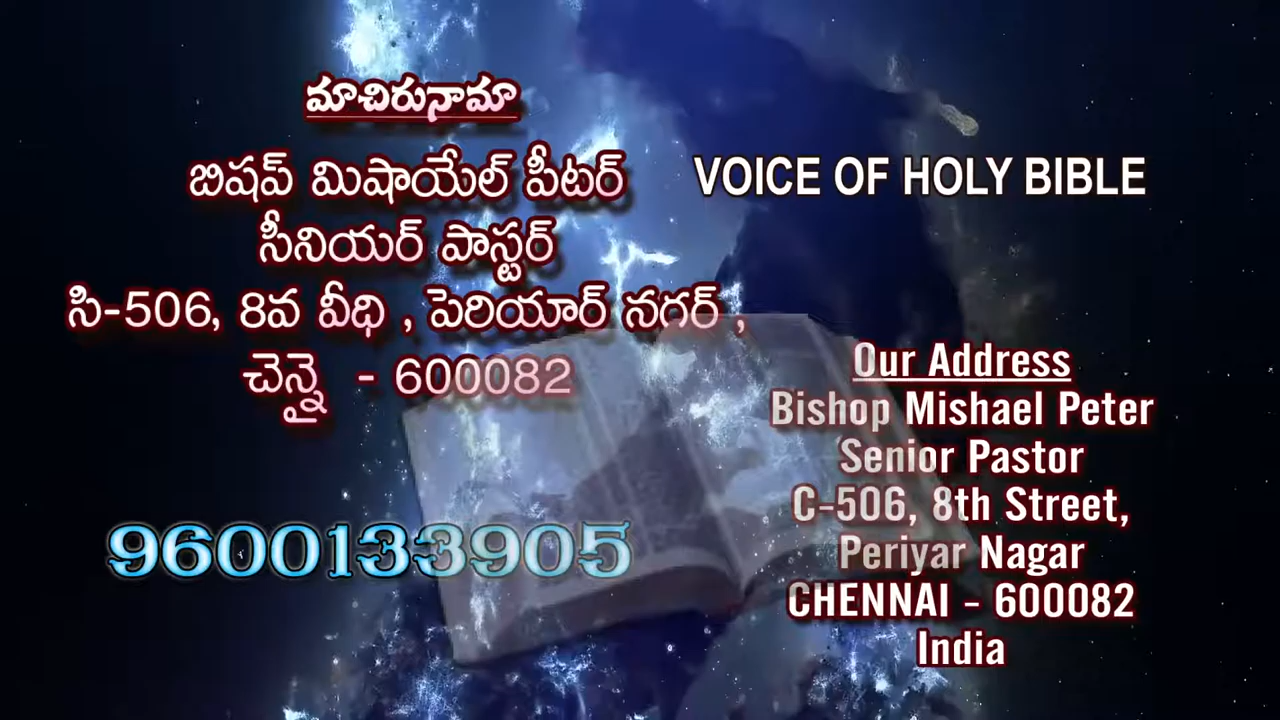 మాచిరునామా
బిషప్ మిషాయేల్ పీటర్
సీనియర్ పాస్టర్
సి-506, 8వ వీధి , పెరియార్ నగర్ ,
చెన్నై - 600082
9600133905
VOICE OF HOLY BIBLE
Our Address
Bishop Mishael Peter
Senior Pastor
C-506, 8th Street,
Periyar Nagar
CHENNAI - 600082
India